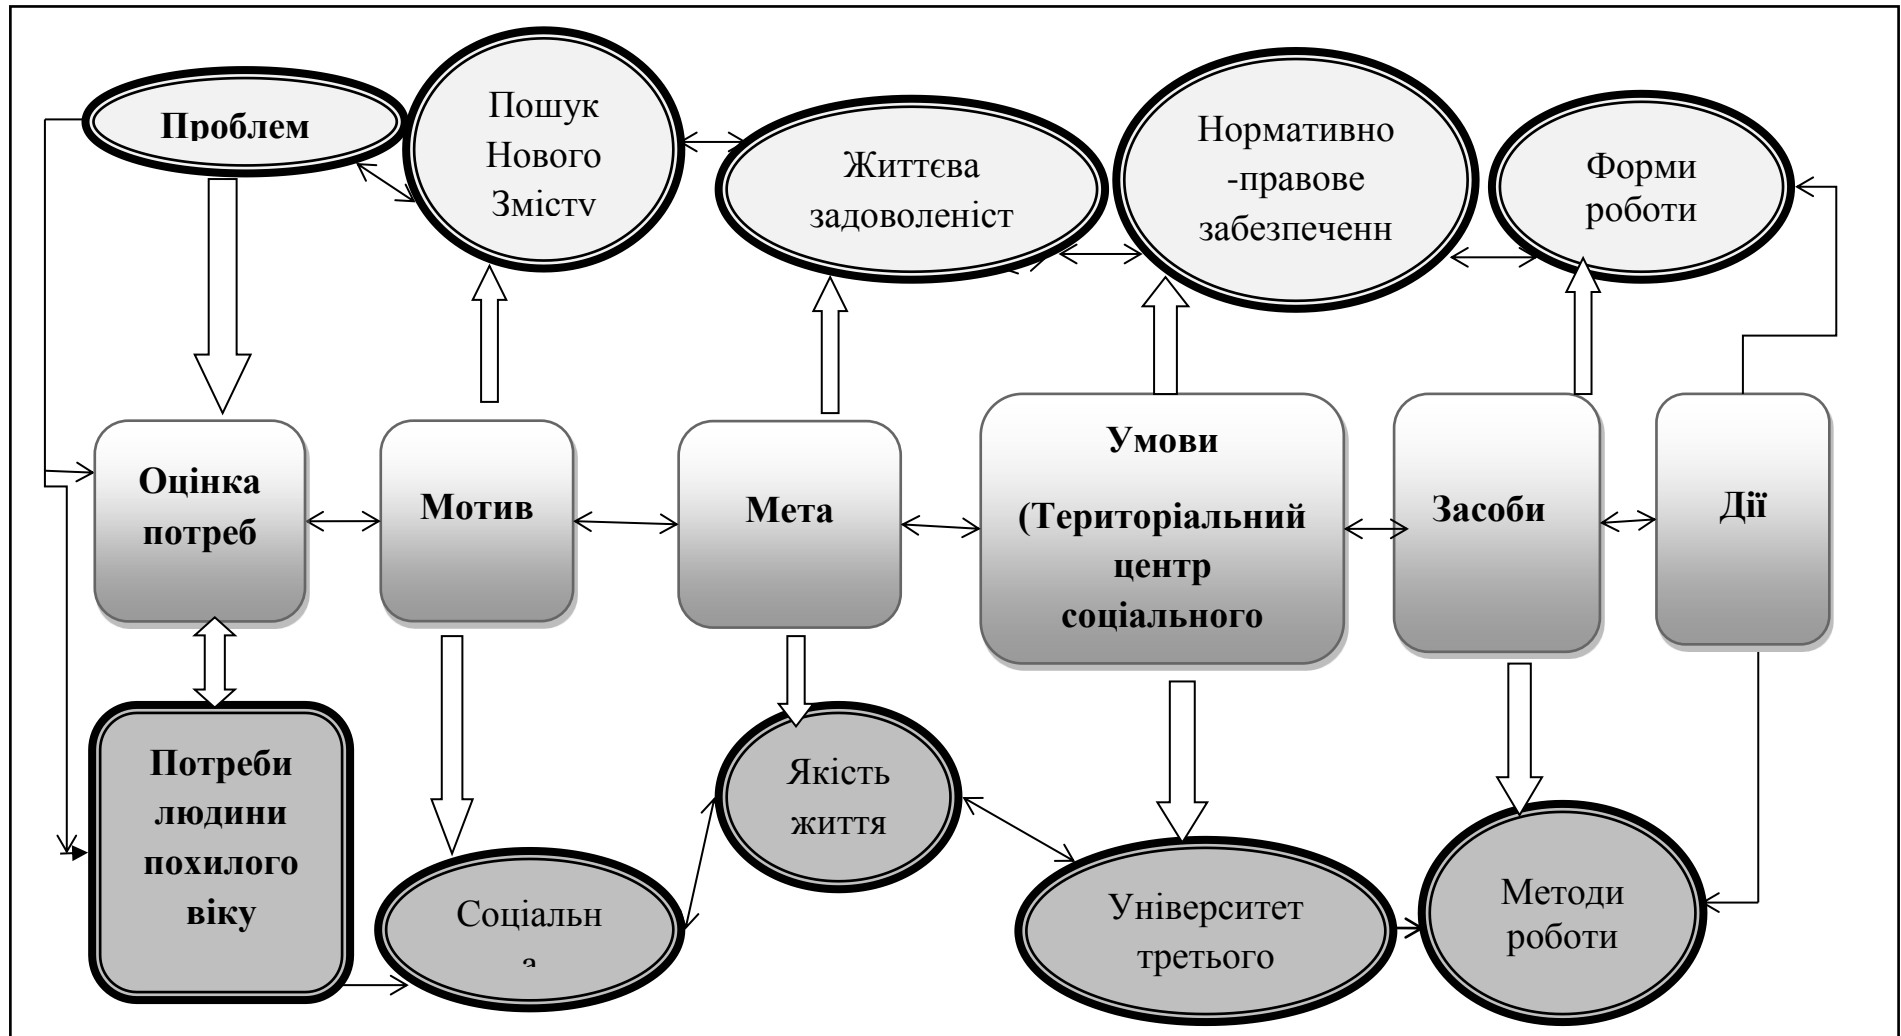 Проблем
Пошук
Нового
Змісту
Життєва
задоволеніст
Нормативно
-правове
забезпеченн
Форми
роботи
Оцінка
потреб
Мотив
Мета
Умови
(Територіальний
центр
соціального
Засоби
Дії
Потреби
людини
похилого
віку
Соціальн
а
Якість
життя
Університет
третього
Методи
роботи